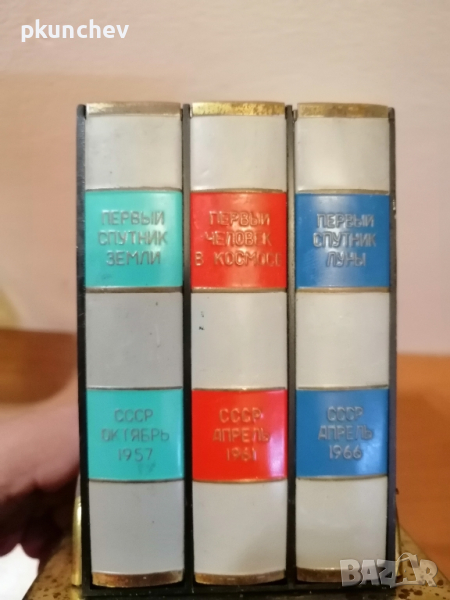 pkunchev
ПЕРВЫЙ
СПУТНИК
ЗЕМЛИ
СССР
ОКТЯБРЬ
1957
ПЕРВЫЙ
ЧЕЛОВЕК
В КОСМОСЕ
СССР
АПРЕЛЬ
1961
ПЕРВЫЙ
СПУТНИК
ЛУНЫ
СССР
АПРЕЛЬ
1966
BAZAR